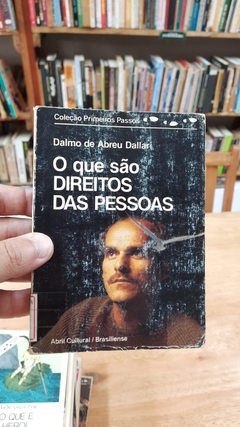 Coleção Primeiros Passos
Dalmo de Abreu Dallari
O que são
DIREITOS
DAS PESSOAS
Abril Cultural / Brasiliense
O QUE É
HERÓI